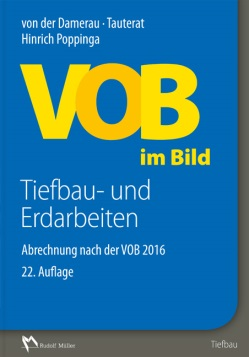 von der Damerau · Tauterat
Hinrich Poppinga
VOB
im Bild
Tiefbau- und
Erdarbeiten
Abrechnung nach der VOB 2016
22. Auflage
Rudolf Müller
Tiefbau